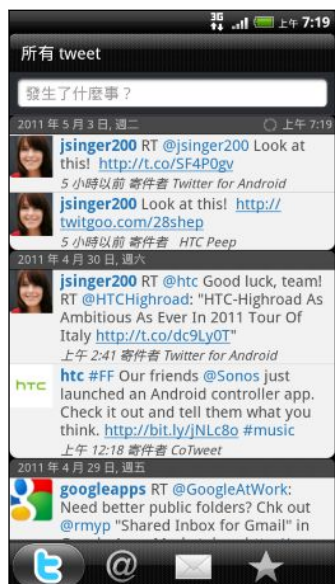 3G 上午 7:19
所有 tweet
發生了什麼事？
2011 年 5 月 3 日, 週二 上午 7:19
jsinger200 RT @jsinger200 Look at
this! http://t.co/SF4P0gv
5 小時以前 寄件者 Twitter for Android
jsinger200 Look at this! http://
twitgoo.com/28shep
5 小時以前 寄件者 HTC Peep
2011 年 4 月 30 日, 週六
jsinger200 RT @htc Good luck, team!
RT @HTCHighroad: "HTC-Highroad As
Ambitious As Ever In 2011 Tour Of
Italy http://t.co/dc9Ly0T"
上午 2:41 寄件者 Twitter for Android
htc
htc #FF Our friends @Sonos just
launched an Android controller app.
Check it out and tell them what you
think. http://bit.ly/jNLc8o #music
上午 12:18 寄件者 CoTweet
2011 年 4 月 29 日, 週五
googleapps RT @GoogleAtWork:
Need better public folders? Chk out
@rmyp "Shared Inbox for Gmail" in